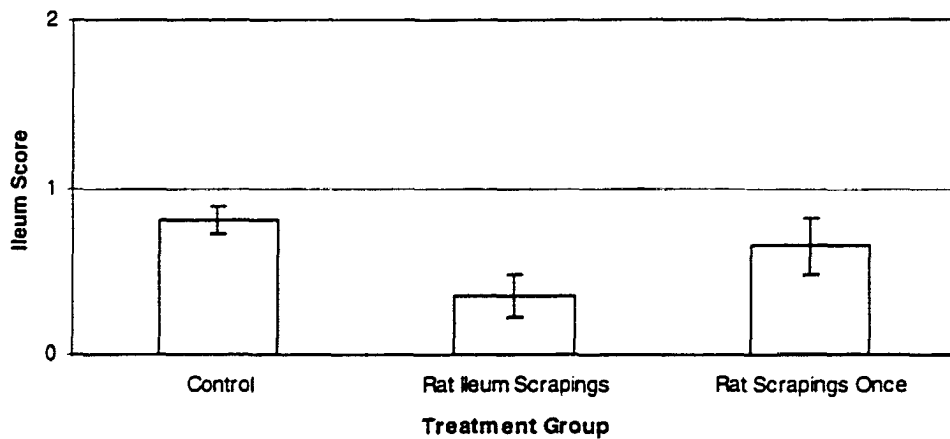 2
Ileum Score
1
0
Control
Rat Ileum Scrapings
Rat Scrapings Once
Treatment Group